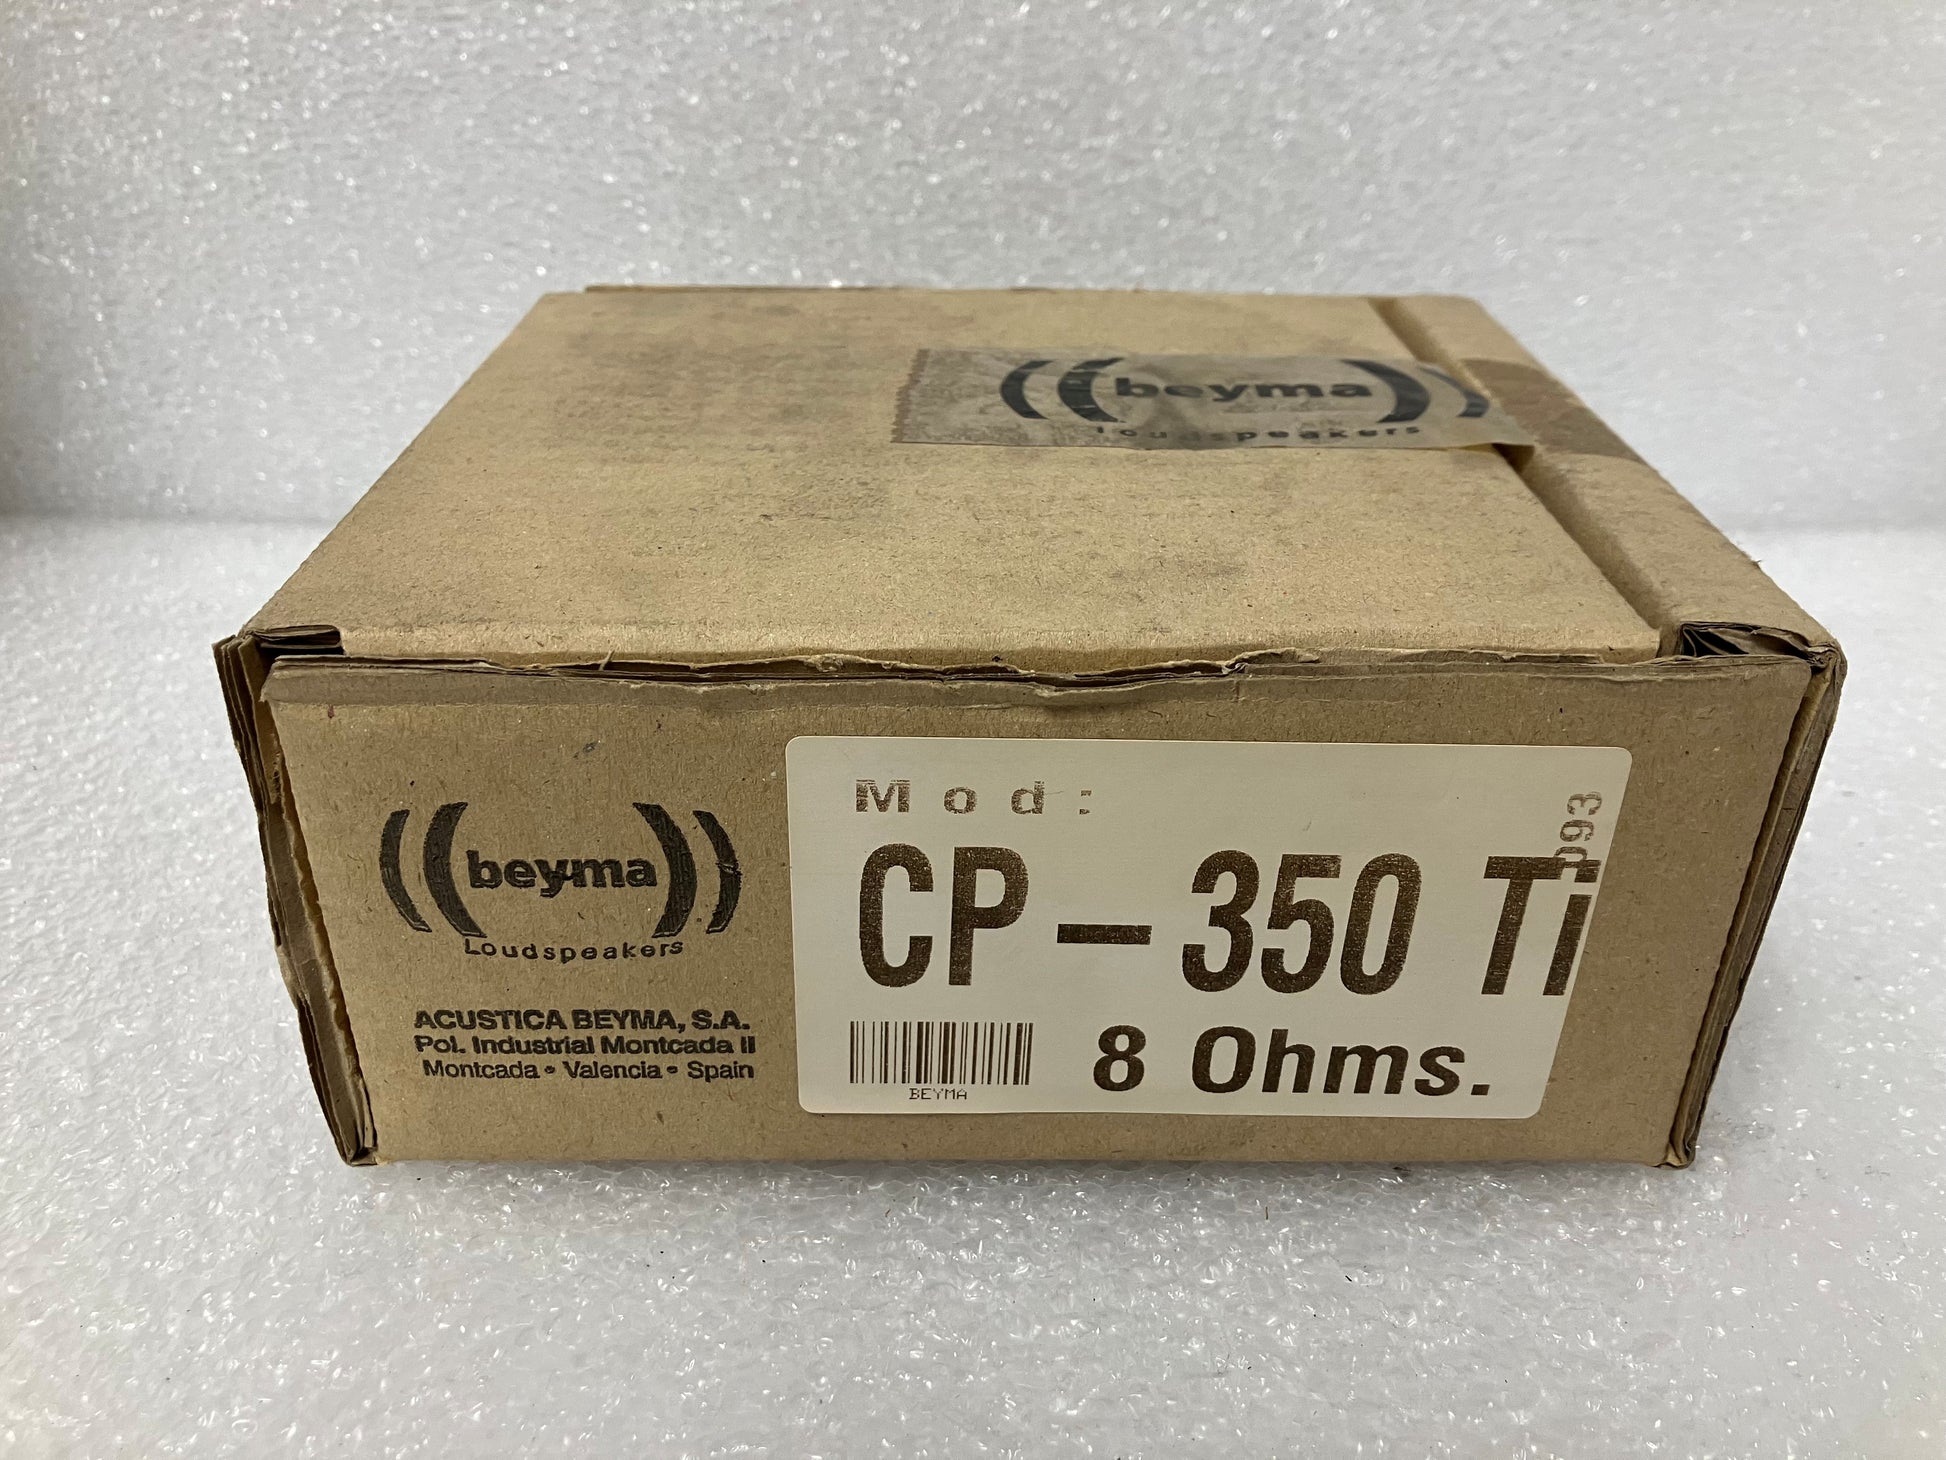 beyma
Loudspeakers
beyma
Loudspeakers
ACUSTICA BEYMA, S.A.
Pol. Industrial Montcada II
Montcada • Valencia • Spain
Mod:
CP-350 Ti
8 Ohms.
BEYMA